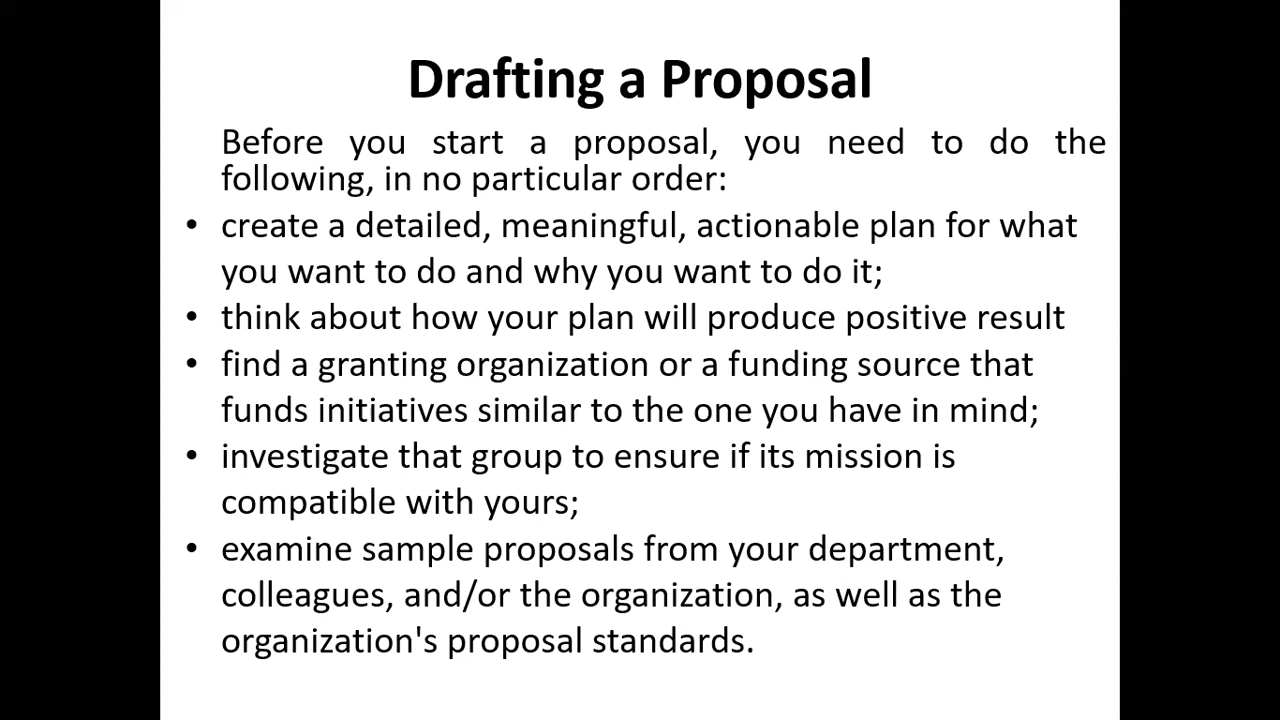 Drafting a Proposal
Before you start a proposal, you need to do the
following, in no particular order:
• create a detailed, meaningful, actionable plan for what
you want to do and why you want to do it;
• think about how your plan will produce positive result
• find a granting organization or a funding source that
funds initiatives similar to the one you have in mind;
• investigate that group to ensure if its mission is
compatible with yours;
• examine sample proposals from your department,
colleagues, and/or the organization, as well as the
organization's proposal standards.